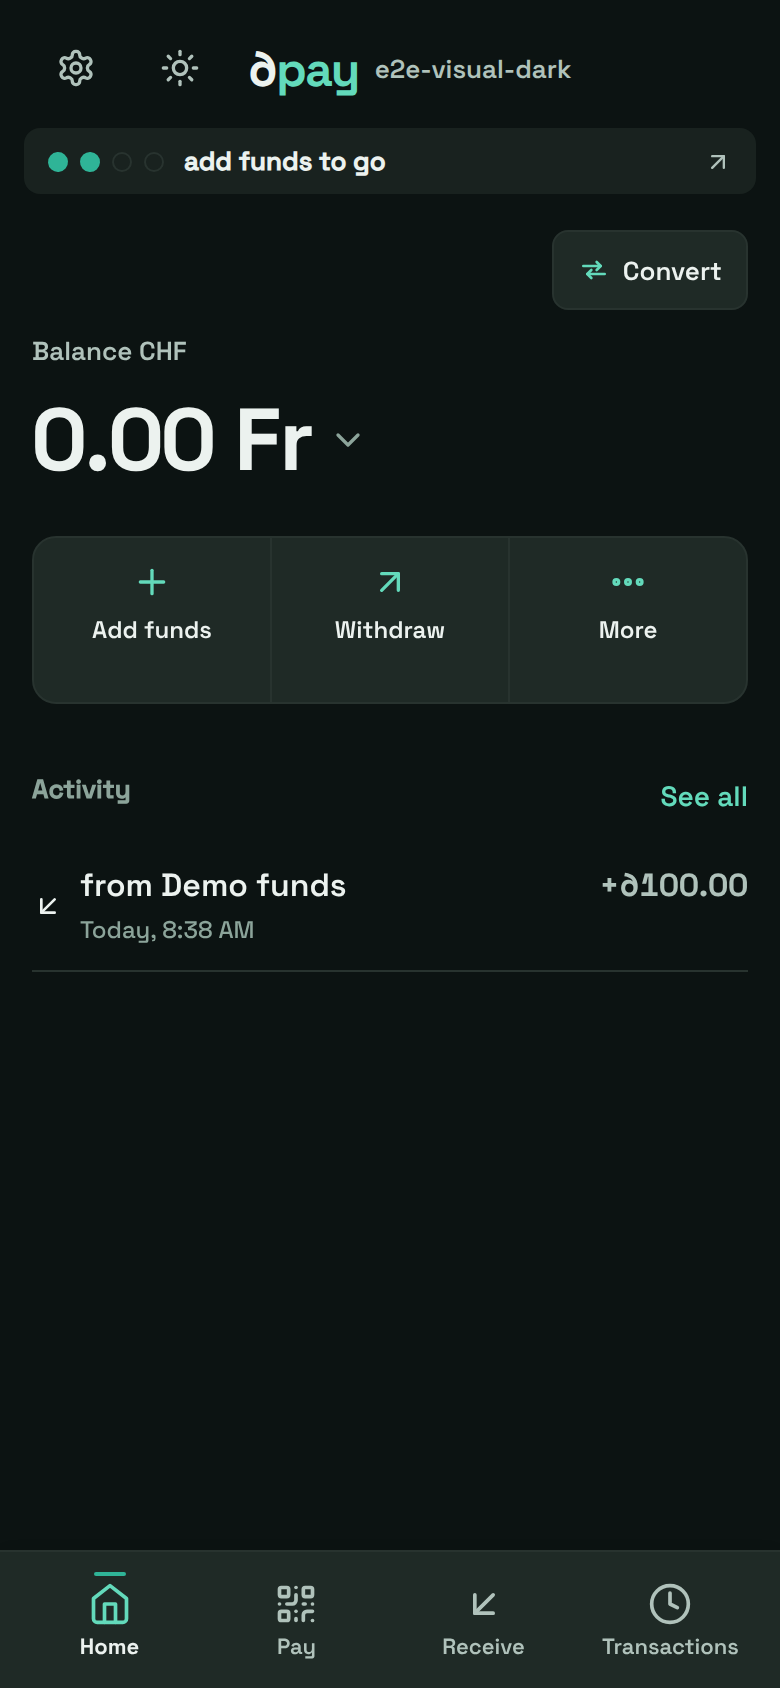 ∂pay e2e-visual-dark
add funds to go
Convert
Balance CHF
0.00 Fr
Add funds Withdraw More
Activity See all
from Demo funds +∂100.00
Today, 8:38 AM
Home Pay Receive Transactions